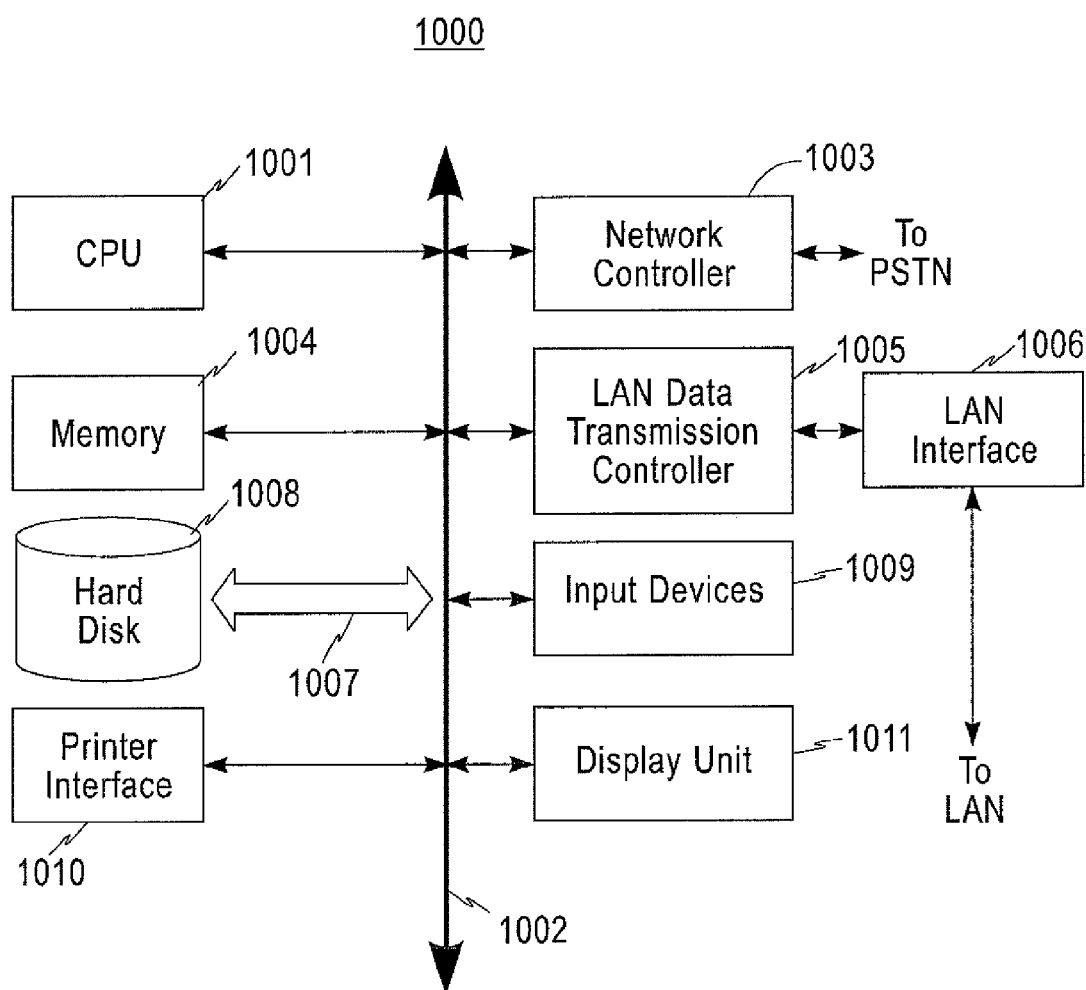 1000
1001
CPU
1003
Network
Controller
To
PSTN
1004
Memory
1005
LAN Data
Transmission
Controller
1006
LAN
Interface
1008
Hard
Disk
1007
1009
Input Devices
Printer
Interface
1010
1011
Display Unit
To
LAN
1002